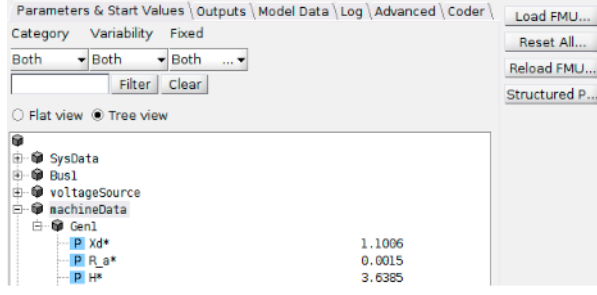 Parameters & Start Values Outputs Model Data Log Advanced Coder
Load FMU...
Category Variability Fixed
Reset All...
Both Both Both ...
Reload FMU...
Filter Clear
Structured P...
Flat view Tree view
SysData
Bus1
voltageSource
machineData
Gen1
P Xd* 1.1006
P R_a* 0.0015
P H* 3.6385